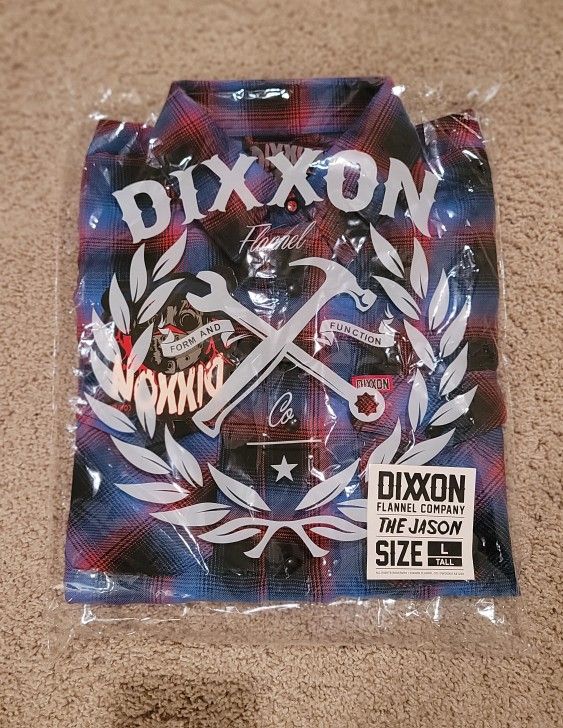 DIXXON
Flannel
FORM AND
FUNCTION
DIXXON
DIXXON
Co.
DIXXON
FLANNEL COMPANY
THE JASON
SIZE L
TALL